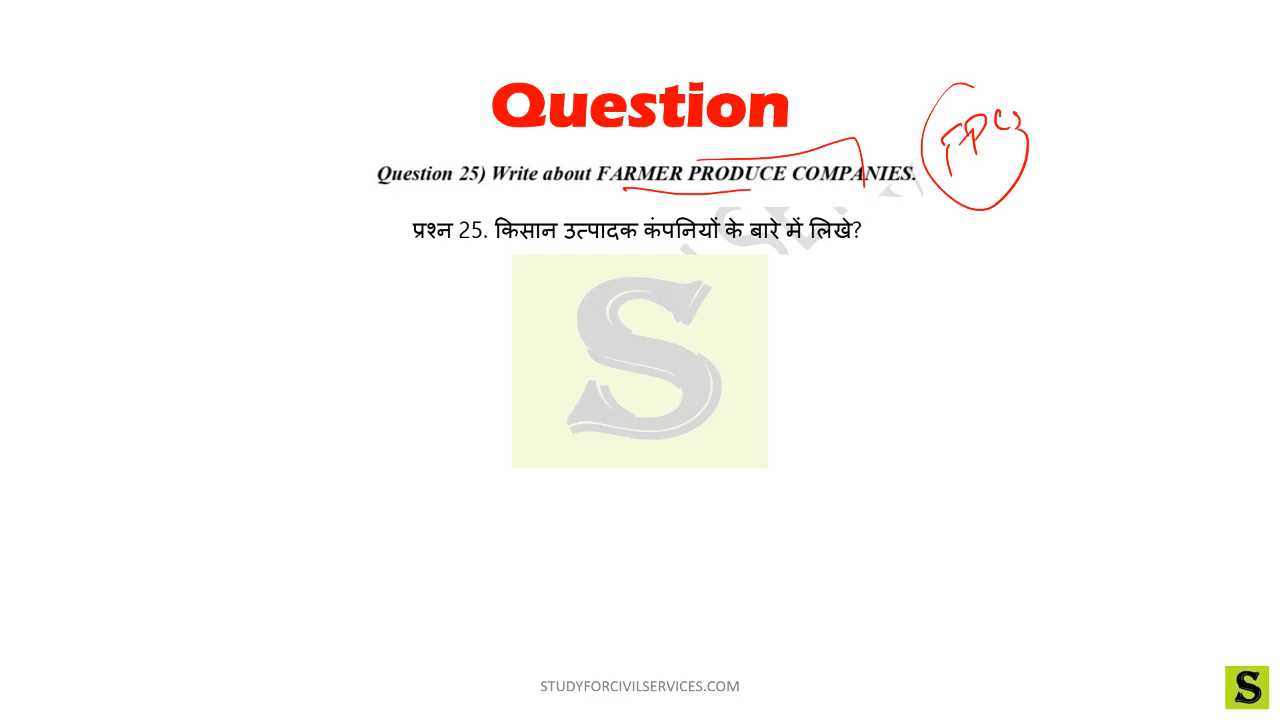 Question
Question 25) Write about FARMER PRODUCE COMPANIES.
FPCs
प्रश्न 25. किसान उत्पादक कंपनियों के बारे में लिखे?
S
STUDYFORCIVILSERVICES.COM
S